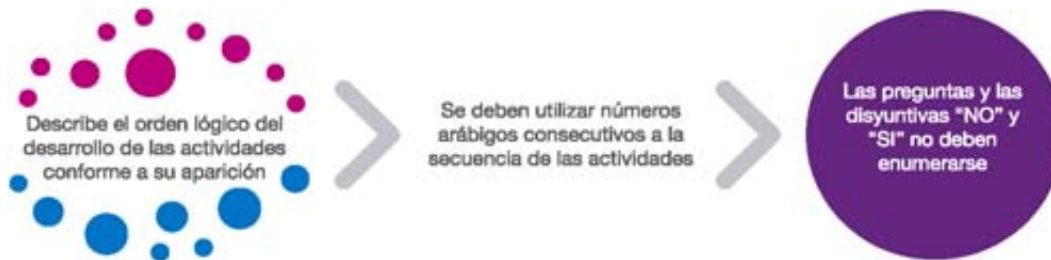 Describe el orden lógico del
desarrollo de las actividades
conforme a su aparición
Se deben utilizar números
arábigos consecutivos a la
secuencia de las actividades
Las preguntas y las
disyuntivas "NO" y
"SI" no deben
enumerarse